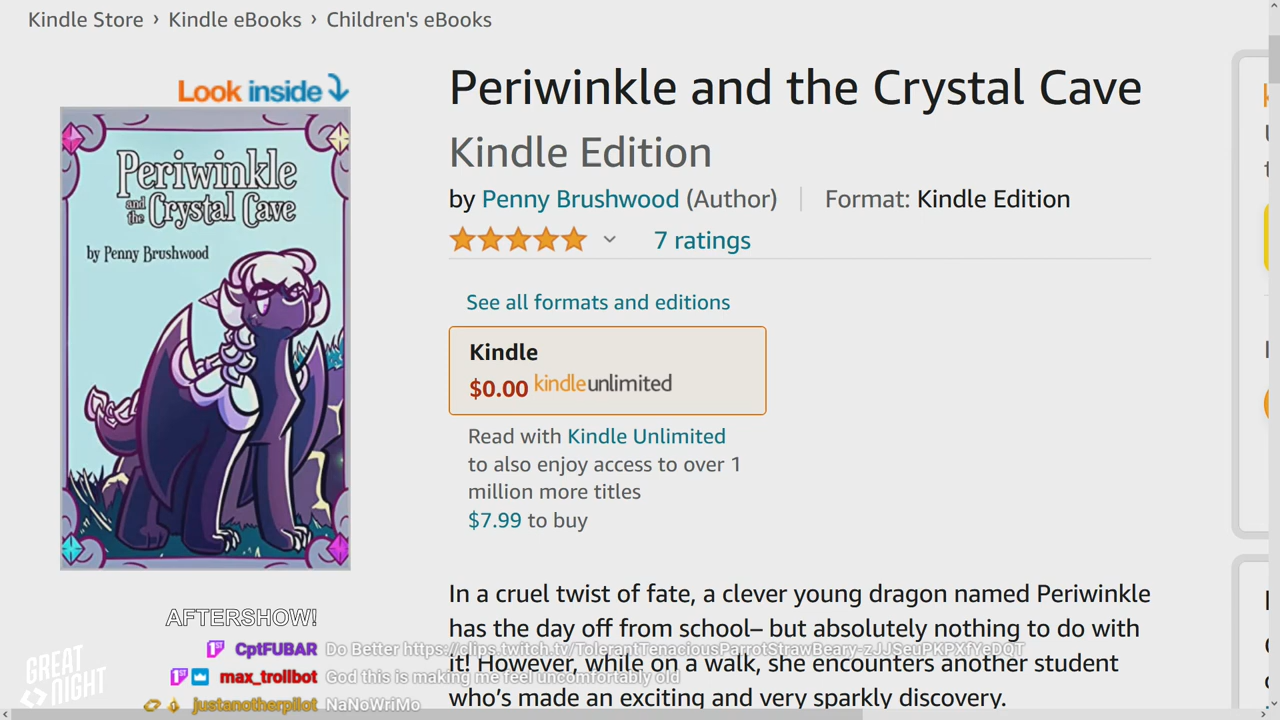 Kindle Store › Kindle eBooks › Children's eBooks
Look inside
Periwinkle
and the
Crystal Cave
by Penny Brushwood
Periwinkle and the Crystal Cave
Kindle Edition
by Penny Brushwood (Author) | Format: Kindle Edition
7 ratings
See all formats and editions
Kindle
$0.00 kindleunlimited
Read with Kindle Unlimited
to also enjoy access to over 1
million more titles
$7.99 to buy
In a cruel twist of fate, a clever young dragon named Periwinkle
has the day off from school– but absolutely nothing to do with
it! However, while on a walk, she encounters another student
who's made an exciting and very sparkly discovery.
AFTERSHOW!
CptFUBAR Do Better https://clips.twitch.tv/TolerantTenaciousParrotStrawBeary-zJJSeuPKPXfYeDQT
max_trollbot God this is making me feel uncomfortably old
justanotherpilot NaNoWriMo
GREAT
NIGHT